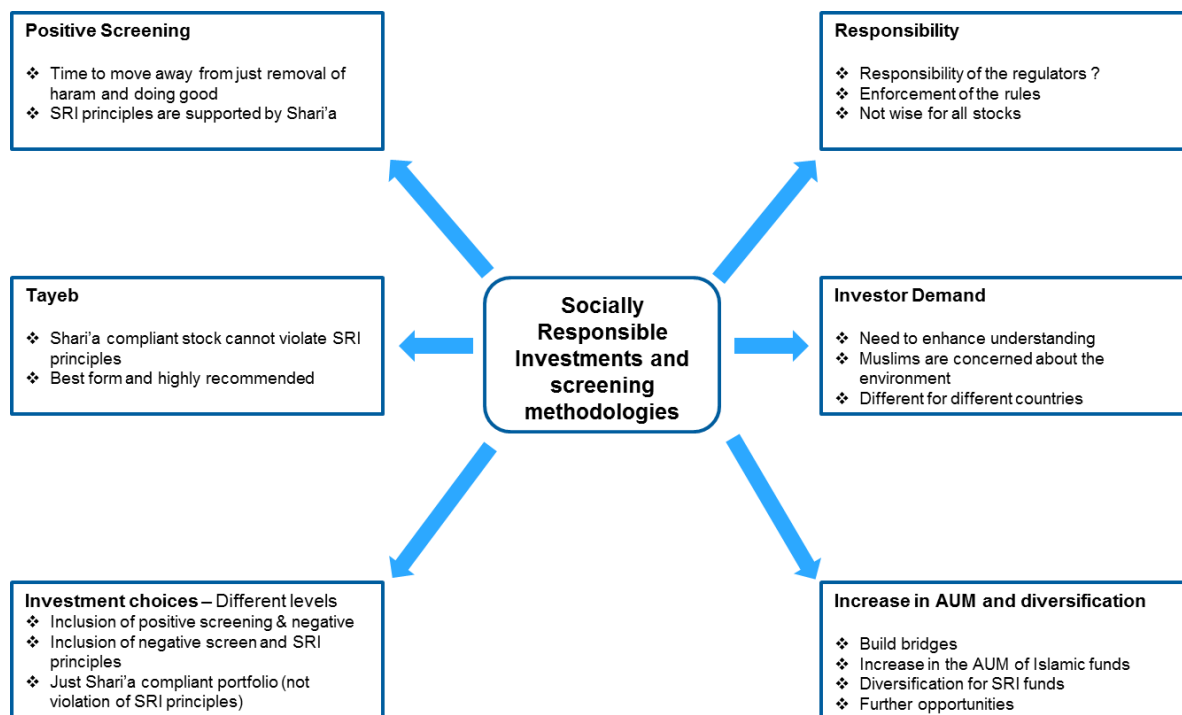 Positive Screening
❖ Time to move away from just removal of
haram and doing good
❖ SRI principles are supported by Shari'a
Responsibility
❖ Responsibility of the regulators ?
❖ Enforcement of the rules
❖ Not wise for all stocks
Tayeb
❖ Shari'a compliant stock cannot violate SRI
principles
❖ Best form and highly recommended
Socially
Responsible
Investments and
screening
methodologies
Investor Demand
❖ Need to enhance understanding
❖ Muslims are concerned about the
environment
❖ Different for different countries
Investment choices – Different levels
❖ Inclusion of positive screening & negative
❖ Inclusion of negative screen and SRI
principles
❖ Just Shari'a compliant portfolio (not
violation of SRI principles)
Increase in AUM and diversification
❖ Build bridges
❖ Increase in the AUM of Islamic funds
❖ Diversification for SRI funds
❖ Further opportunities